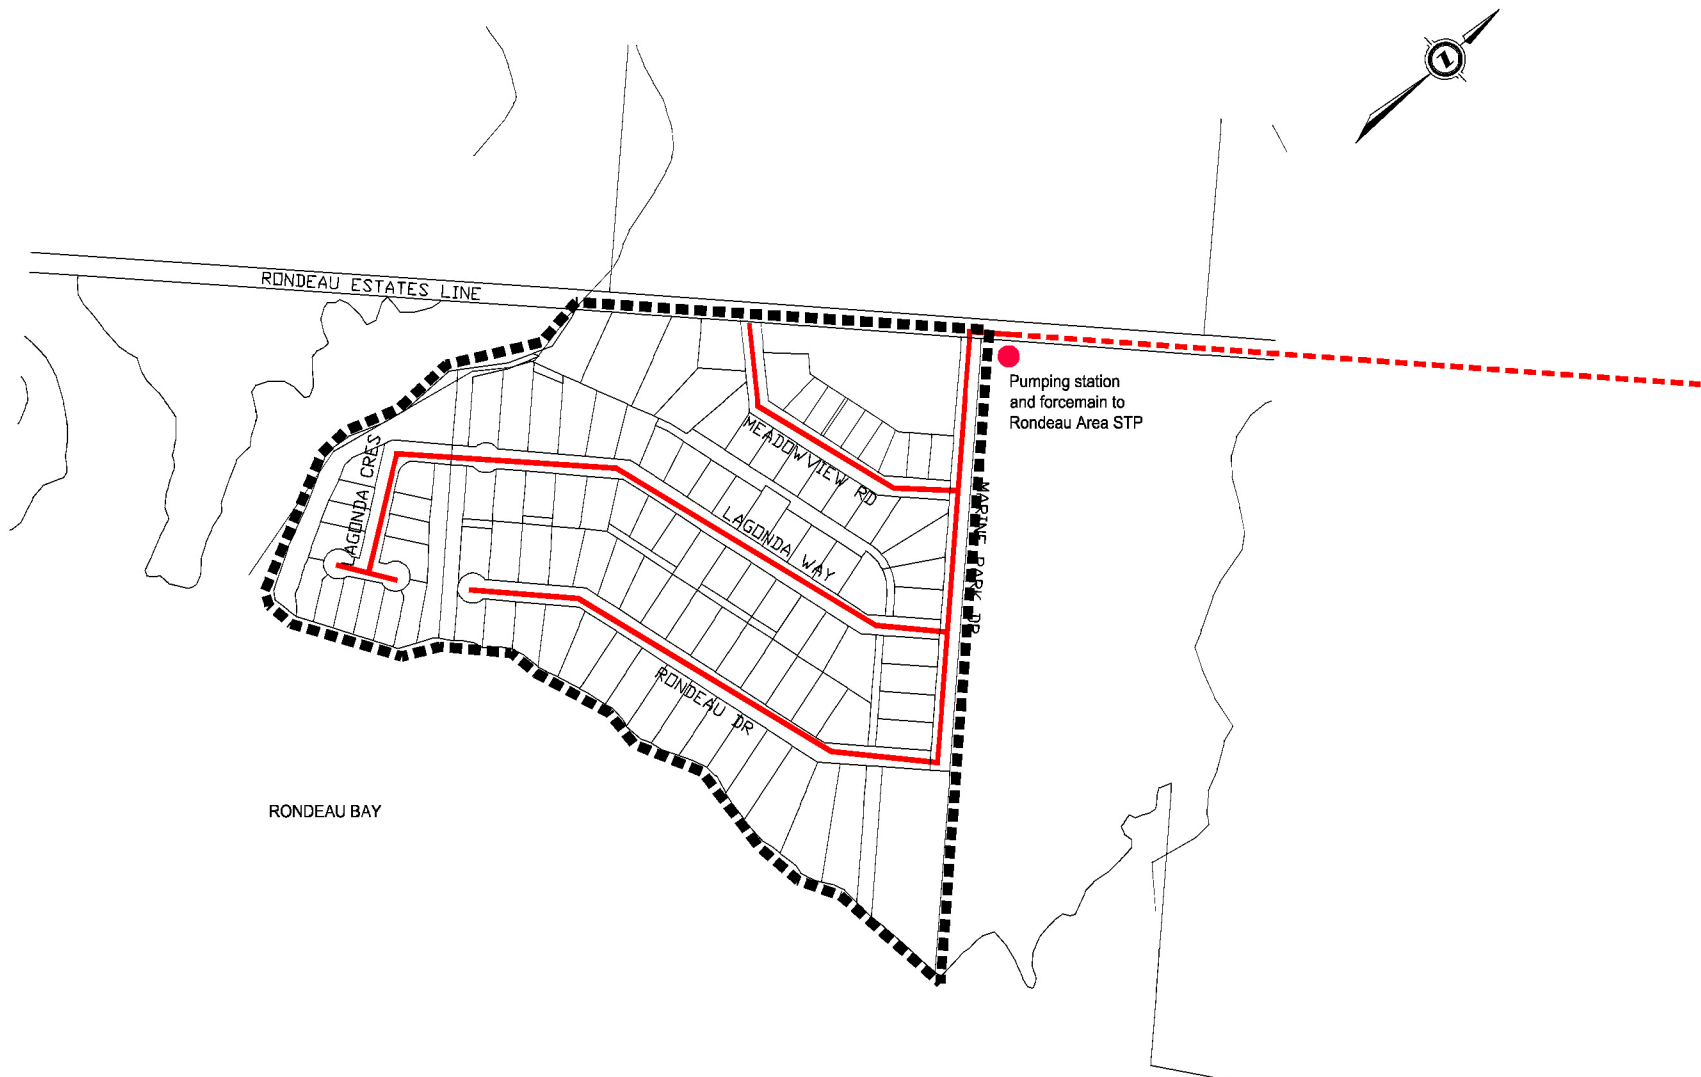 Z
RONDEAU ESTATES LINE
Pumping station
and forcemain to
Rondeau Area STP
MEADOWVIEW RD
LAGONDA CRES
LAGONDA WAY
MARINE PARK DR
RONDEAU DR
RONDEAU BAY